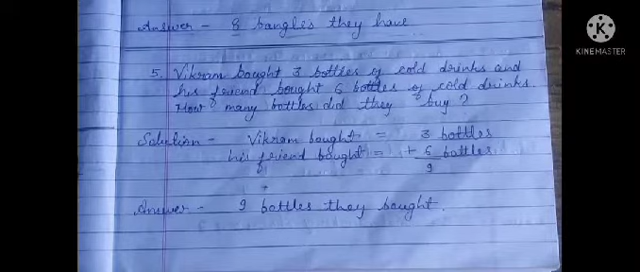 Answer - 8 bangles they have
5. Vikram bought 3 bottles of cold drinks and
his friend bought 6 bottles of cold drinks.
How many bottles did they buy ?
Solution - Vikram bought = 3 bottles
his friend bought = + 6 bottles
9
Answer - 9 bottles they bought.
KINEMASTER